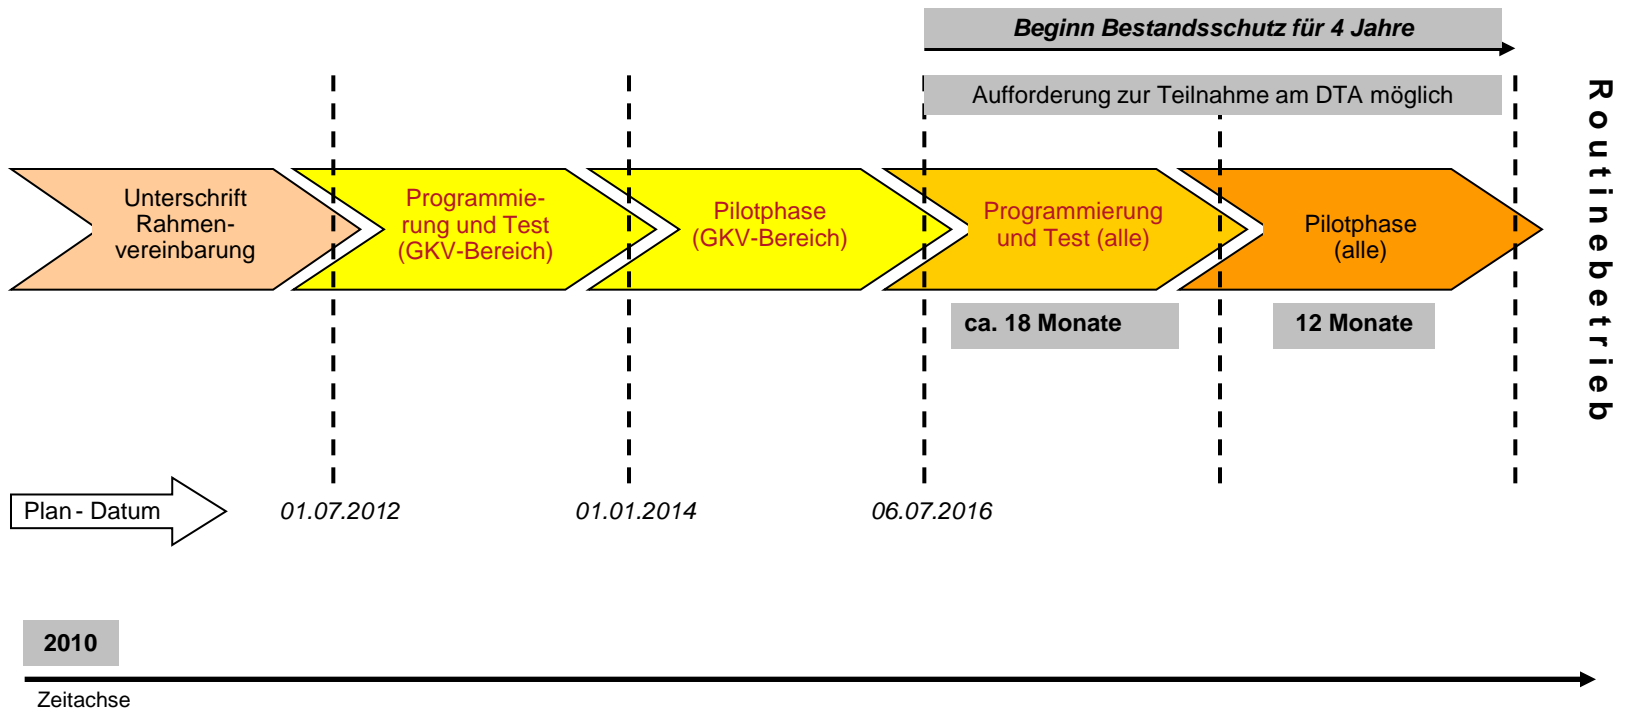 Beginn Bestandsschutz für 4 Jahre
Aufforderung zur Teilnahme am DTA möglich
Routinebetrieb
Unterschrift
Rahmen-
vereinbarung
Programmie-
rung und Test
(GKV-Bereich)
Pilotphase
(GKV-Bereich)
Programmierung
und Test (alle)
Pilotphase
(alle)
ca. 18 Monate
12 Monate
Plan - Datum
01.07.2012
01.01.2014
06.07.2016
2010
Zeitachse